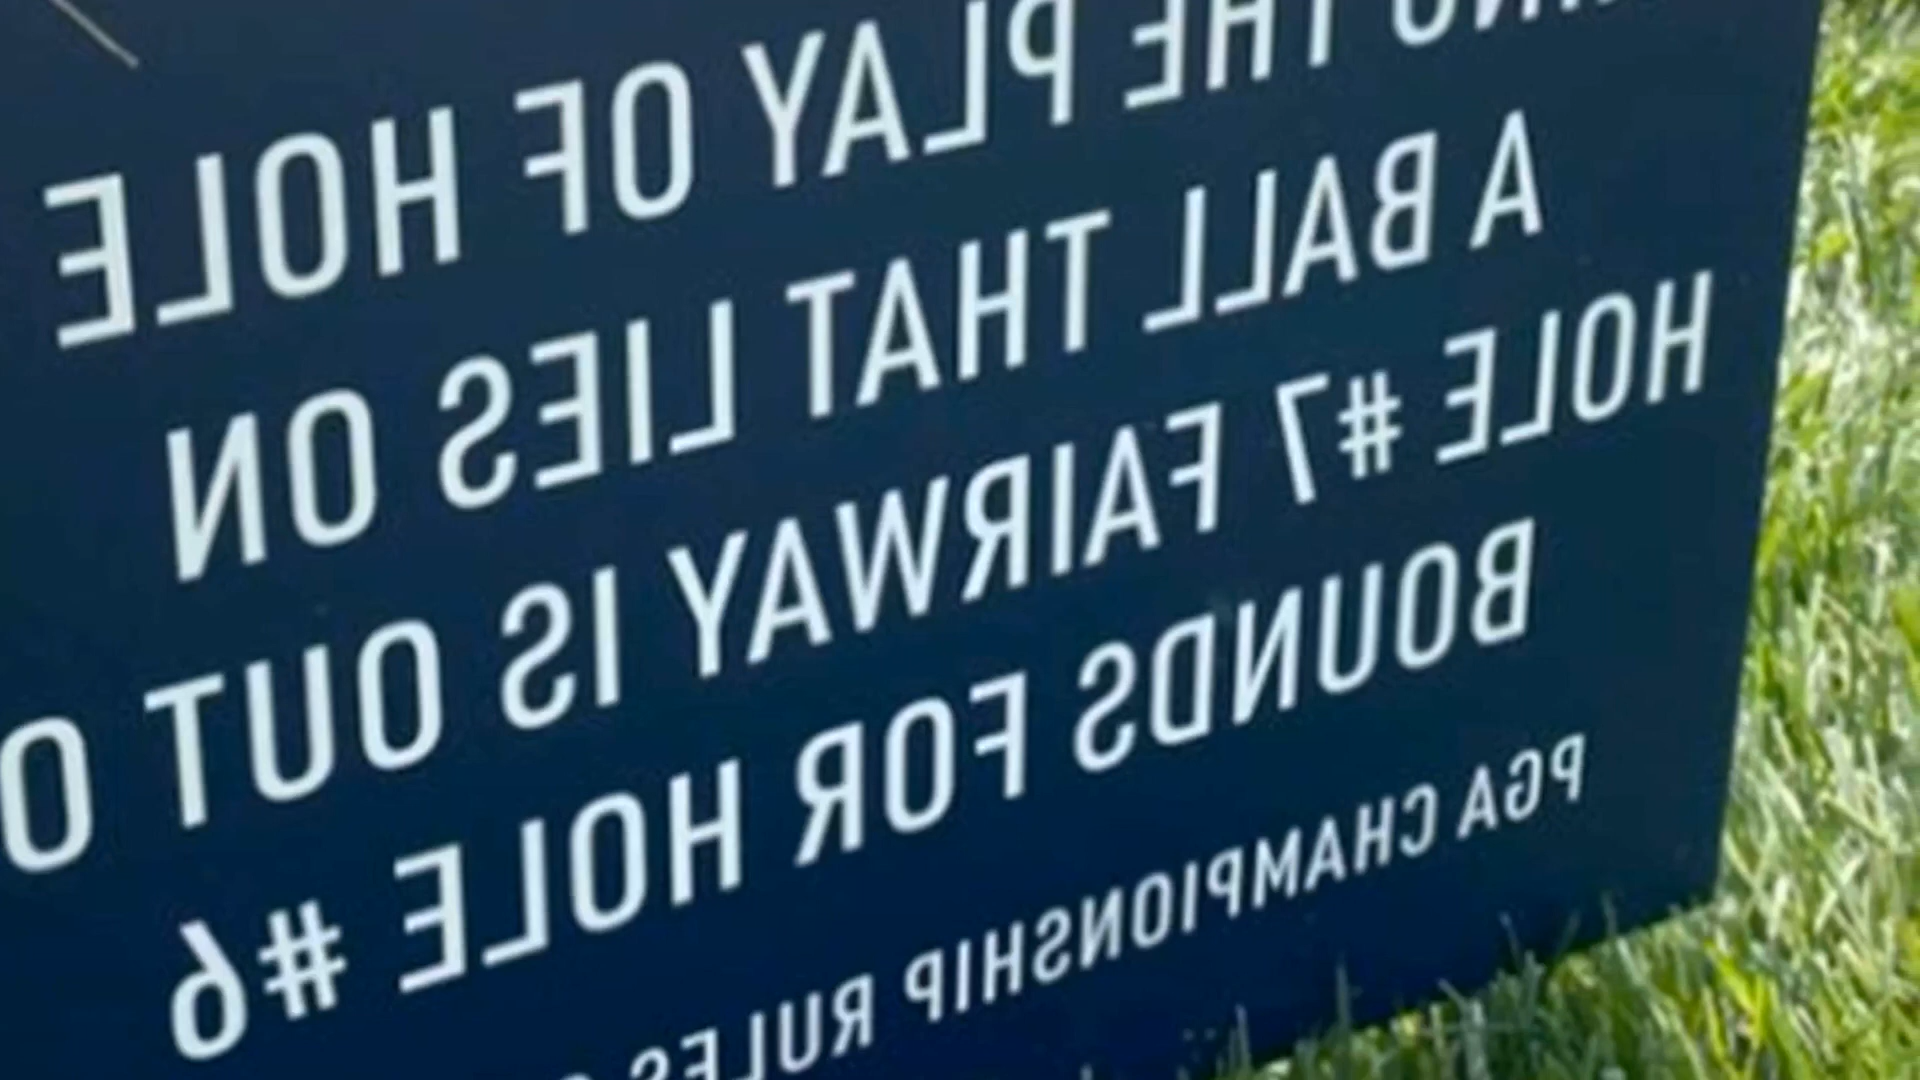 THE PLAY OF HOLE
A BALL THAT LIES ON
HOLE #7 FAIRWAY IS OUT O
BOUNDS FOR HOLE #6
PGA CHAMPIONSHIP RULES